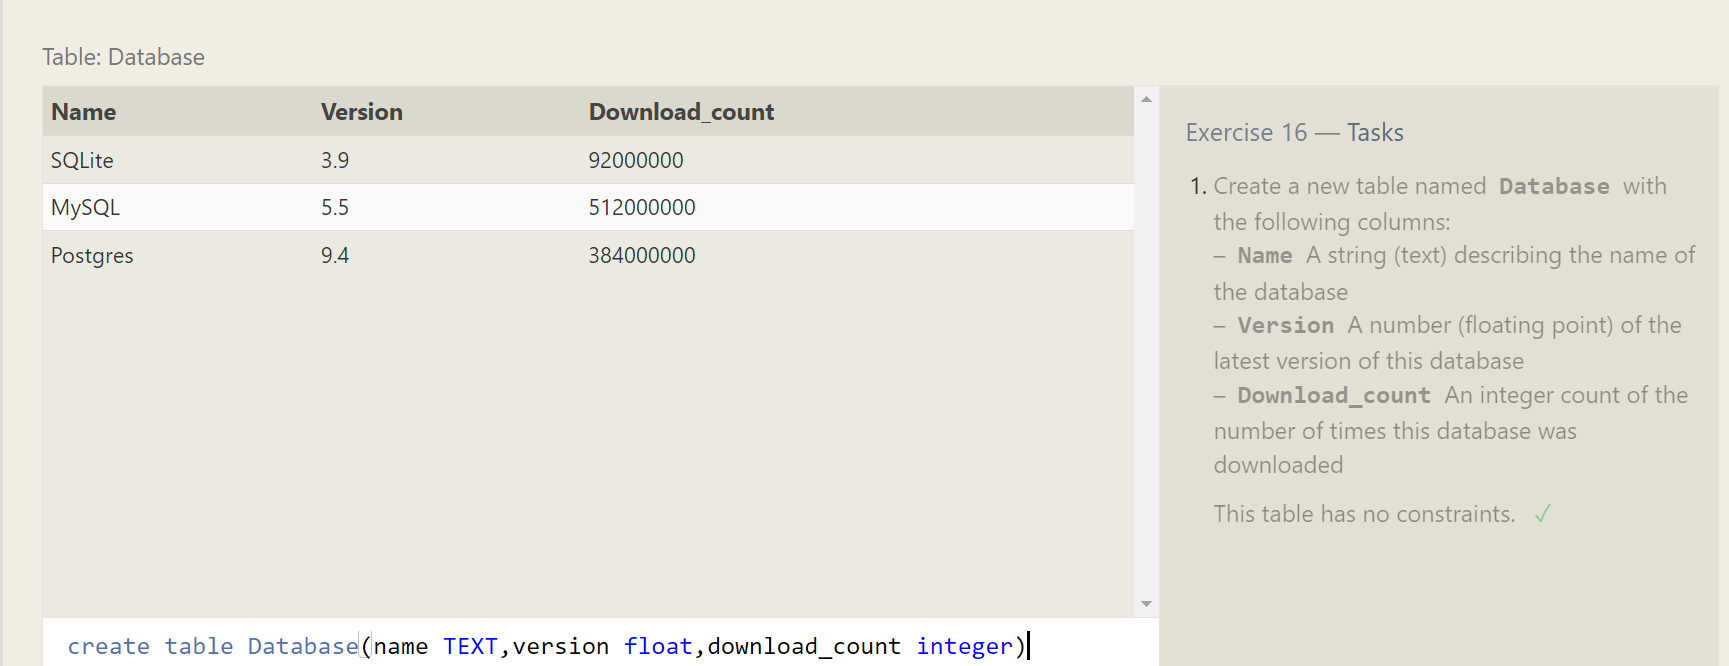 Table: Database
Name Version Download_count
SQLite 3.9 92000000
MySQL 5.5 512000000
Postgres 9.4 384000000
create table Database(name TEXT,version float,download_count integer)
Exercise 16 — Tasks
1. Create a new table named Database with
the following columns:
– Name A string (text) describing the name of
the database
– Version A number (floating point) of the
latest version of this database
– Download_count An integer count of the
number of times this database was
downloaded
This table has no constraints. ✓